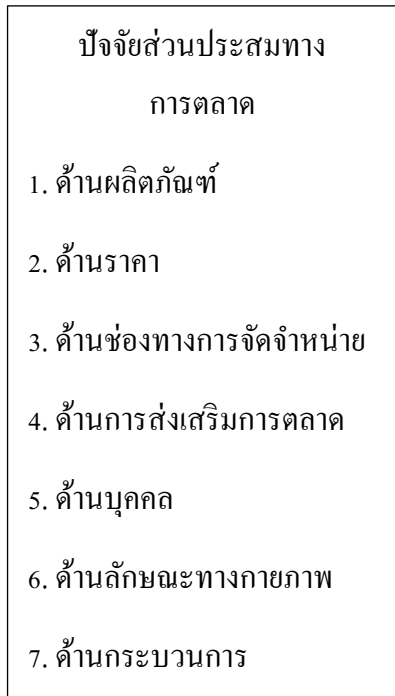 ปัจจัยส่วนประสมทาง
การตลาด
1. ด้านผลิตภัณฑ์
2. ด้านราคา
3. ด้านช่องทางการจัดจำหน่าย
4. ด้านการส่งเสริมการตลาด
5. ด้านบุคคล
6. ด้านลักษณะทางกายภาพ
7. ด้านกระบวนการ